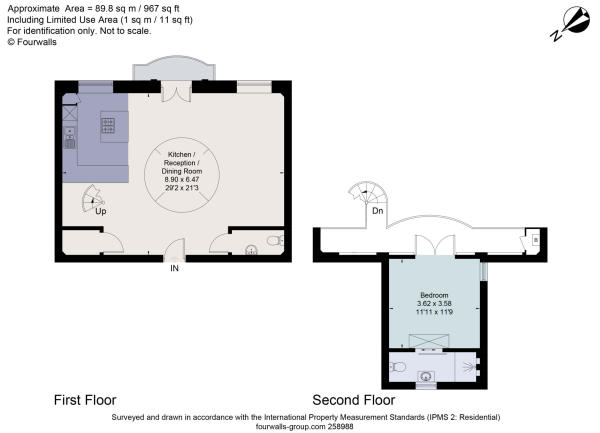 Approximate Area = 89.8 sq m / 967 sq ft
Including Limited Use Area (1 sq m / 11 sq ft)
For identification only. Not to scale.
© Fourwalls
N
Kitchen /
Reception /
Dining Room
8.90 x 6.47
29'2 x 21'3
Up
IN
Dn
B
Bedroom
3.62 x 3.58
11'11 x 11'9
First Floor
Second Floor
Surveyed and drawn in accordance with the International Property Measurement Standards (IPMS 2: Residential)
fourwalls-group.com 258988